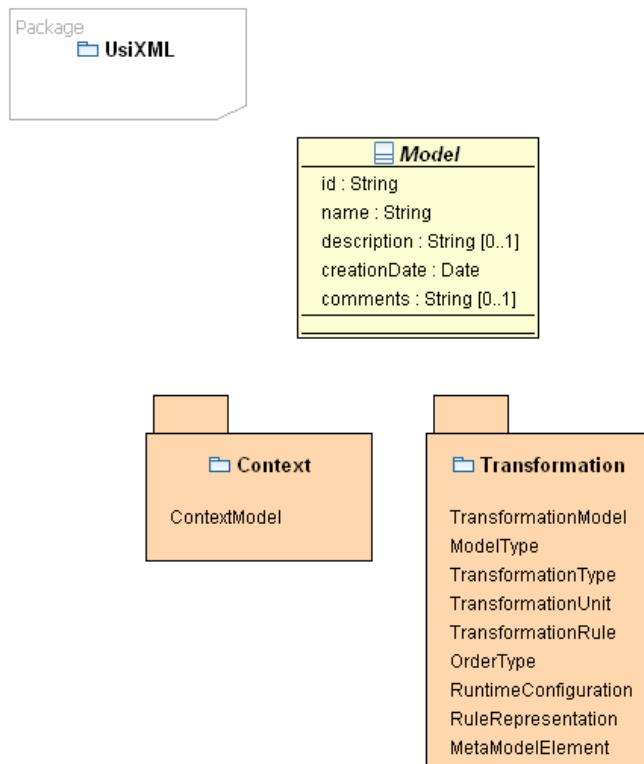 Package
UsiXML
Model
id : String
name : String
description : String [0..1]
creationDate : Date
comments : String [0..1]
Context
ContextModel
Transformation
TransformationModel
ModelType
TransformationType
TransformationUnit
TransformationRule
OrderType
RuntimeConfiguration
RuleRepresentation
MetaModelElement